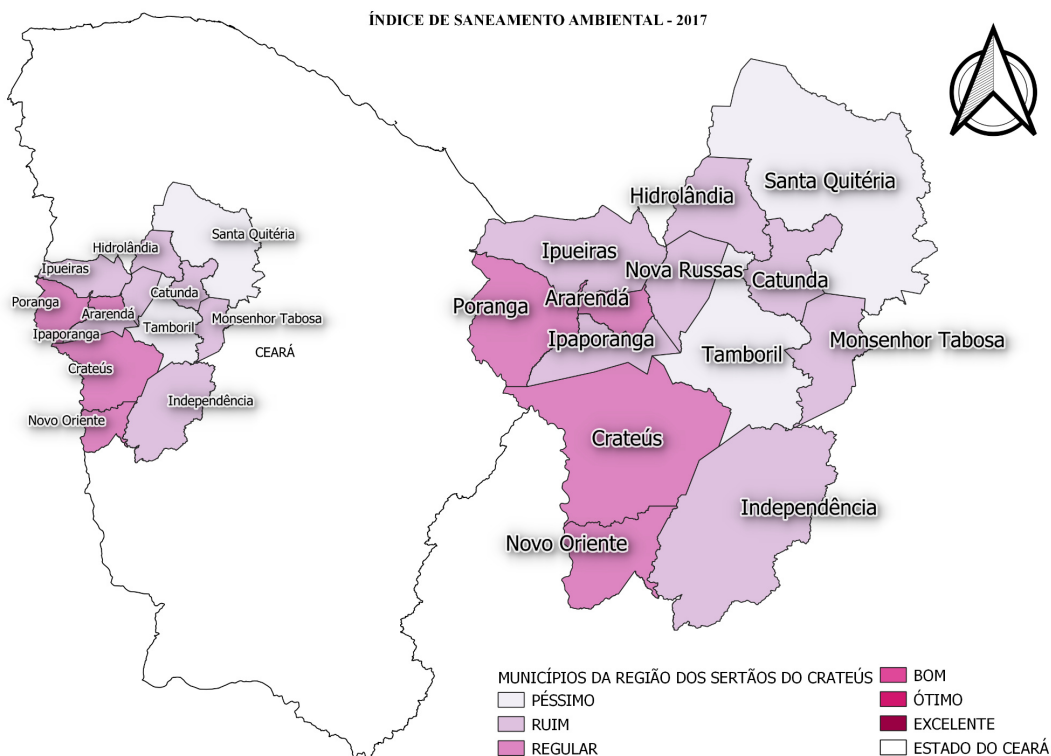 ÍNDICE DE SANEAMENTO AMBIENTAL - 2017
Santa Quitéria
Hidrolândia
Ipueiras
Catunda
Poranga
Ararendá
Monsenhor Tabosa
Tamboril
Ipaporanga
CEARÁ
Crateús
Independência
Novo Oriente
Santa Quitéria
Hidrolândia
Ipueiras
Nova Russas
Catunda
Poranga
Ararendá
Ipaporanga
Monsenhor Tabosa
Tamboril
Crateús
Independência
Novo Oriente
MUNICÍPIOS DA REGIÃO DOS SERTÃOS DO CRATEÚS
PÉSSIMO
RUIM
REGULAR
BOM
ÓTIMO
EXCELENTE
ESTADO DO CEARÁ